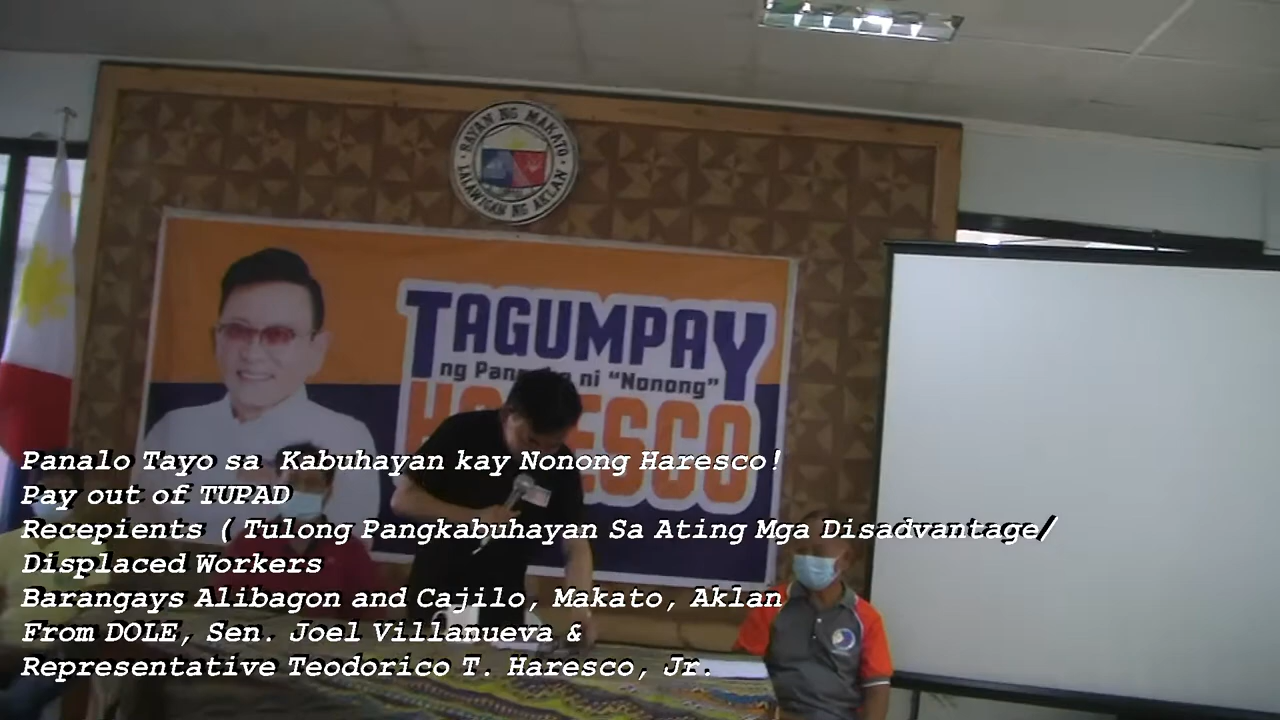 BAYAN NG MAKATO
LALAWIGAN NG AKLAN
TAGUMPAY
ng ni "Nonong"
Panalo Tayo sa Kabuhayan kay Nonong Haresco!
Pay out of TUPAD
Recepients ( Tulong Pangkabuhayan Sa Ating Mga Disadvantage/
Displaced Workers
Barangays Alibagon and Cajilo, Makato, Aklan
From DOLE, Sen. Joel Villanueva &
Representative Teodorico T. Haresco, Jr.